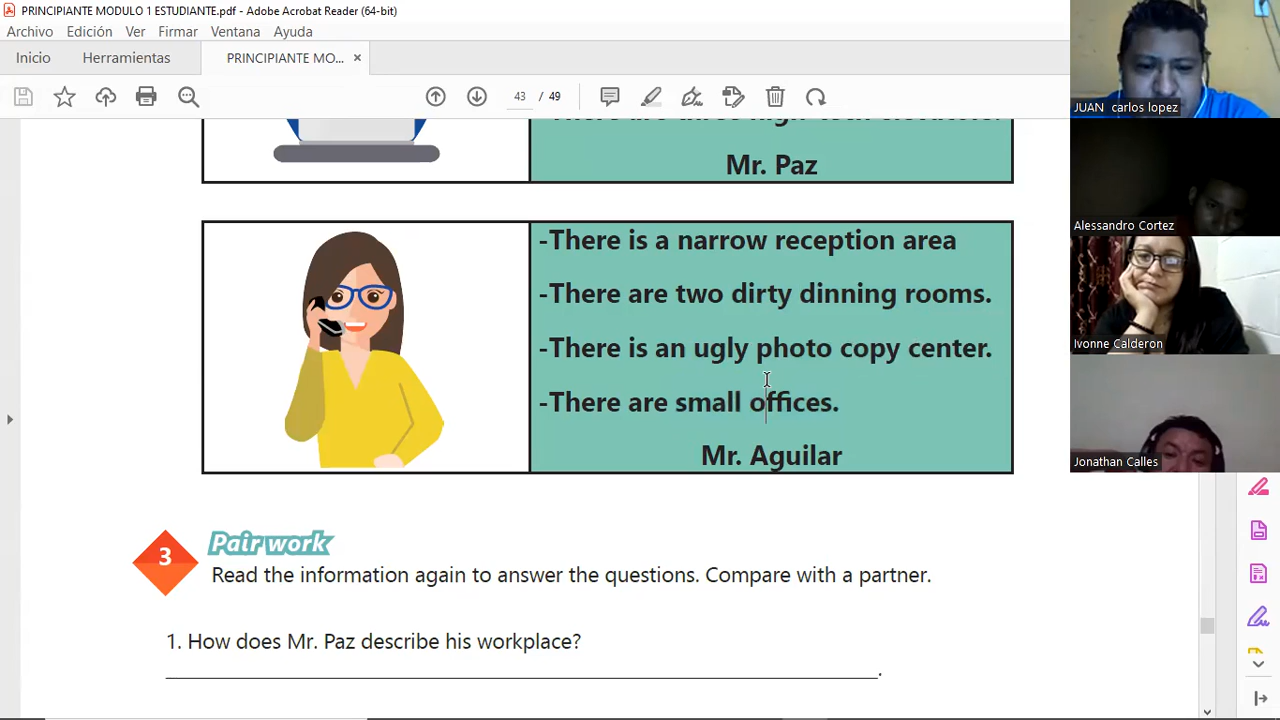 PRINCIPIANTE MODULO 1 ESTUDIANTE.pdf - Adobe Acrobat Reader (64-bit)
Archivo Edición Ver Firmar Ventana Ayuda
Inicio Herramientas PRINCIPIANTE MO... ×
43 / 49
Mr. Paz
-There is a narrow reception area
-There are two dirty dinning rooms.
-There is an ugly photo copy center.
-There are small offices.
Mr. Aguilar
3 Pair work
Read the information again to answer the questions. Compare with a partner.
1. How does Mr. Paz describe his workplace?
JUAN carlos lopez
Alessandro Cortez
Ivonne Calderon
Jonathan Calles